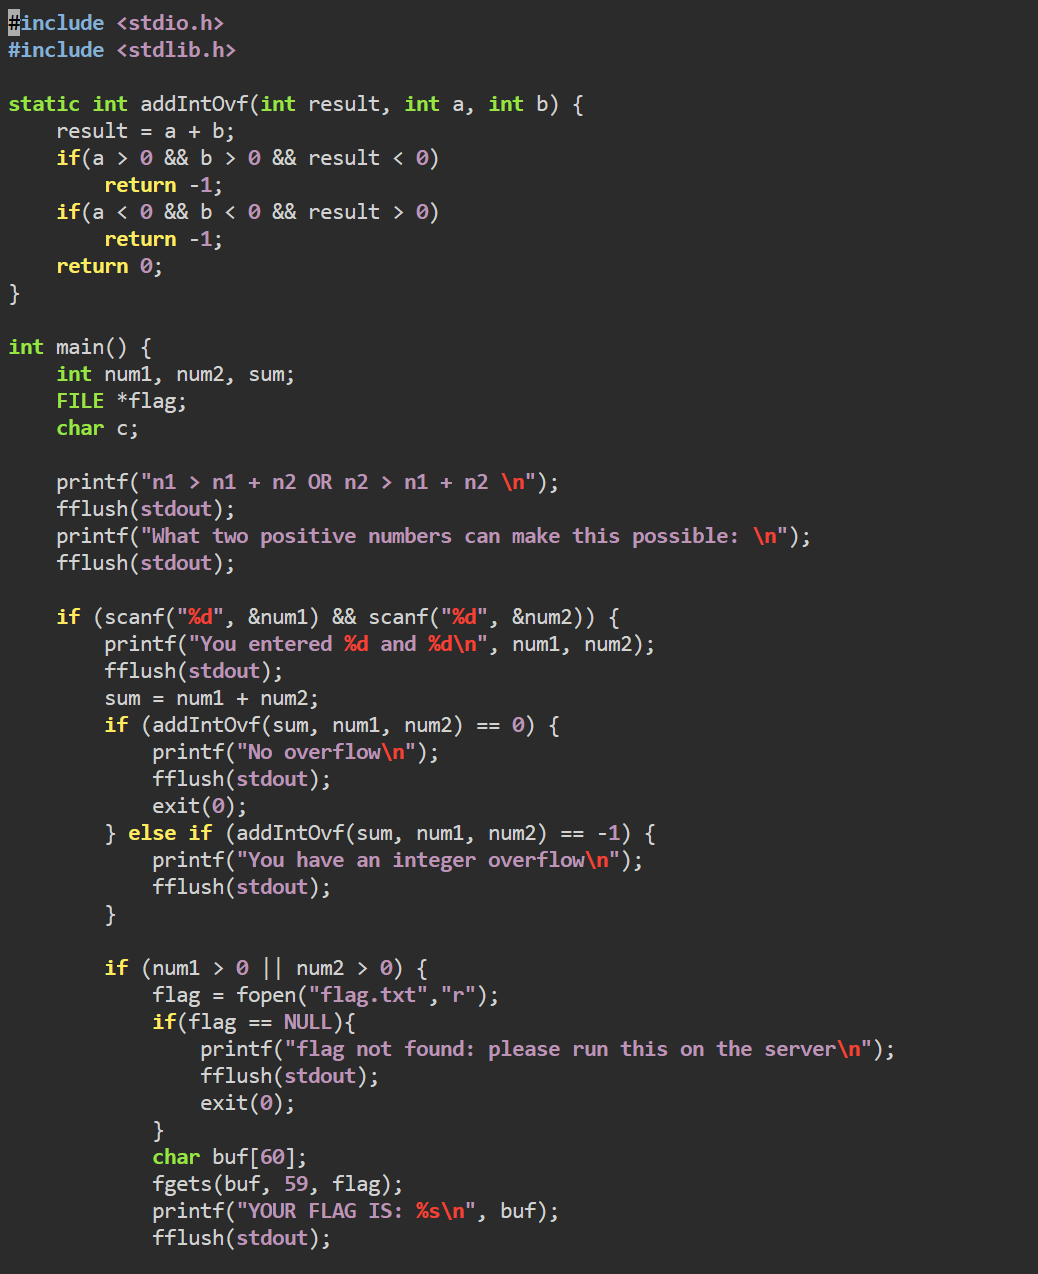 #include <stdio.h>
#include <stdlib.h>

static int addIntOvf(int result, int a, int b) {
    result = a + b;
    if(a > 0 && b > 0 && result < 0)
        return -1;
    if(a < 0 && b < 0 && result > 0)
        return -1;
    return 0;
}

int main() {
    int num1, num2, sum;
    FILE *flag;
    char c;

    printf("n1 > n1 + n2 OR n2 > n1 + n2 \n");
    fflush(stdout);
    printf("What two positive numbers can make this possible: \n");
    fflush(stdout);

    if (scanf("%d", &num1) && scanf("%d", &num2)) {
        printf("You entered %d and %d\n", num1, num2);
        fflush(stdout);
        sum = num1 + num2;
        if (addIntOvf(sum, num1, num2) == 0) {
            printf("No overflow\n");
            fflush(stdout);
            exit(0);
        } else if (addIntOvf(sum, num1, num2) == -1) {
            printf("You have an integer overflow\n");
            fflush(stdout);
        }

        if (num1 > 0 || num2 > 0) {
            flag = fopen("flag.txt","r");
            if(flag == NULL){
                printf("flag not found: please run this on the server\n");
                fflush(stdout);
                exit(0);
            }
            char buf[60];
            fgets(buf, 59, flag);
            printf("YOUR FLAG IS: %s\n", buf);
            fflush(stdout);